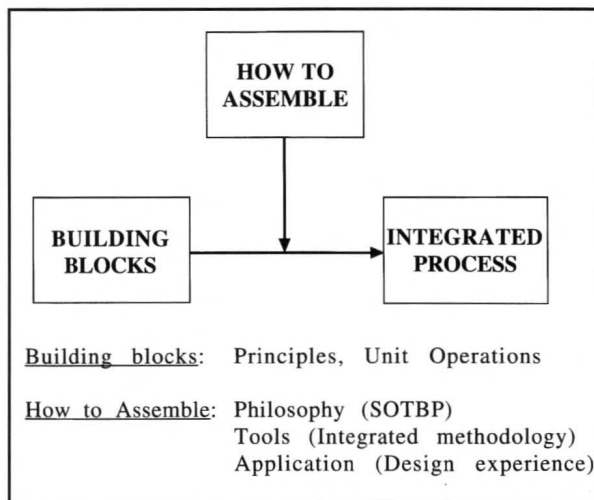 HOW TO
ASSEMBLE
BUILDING
BLOCKS
INTEGRATED
PROCESS
Building blocks: Principles, Unit Operations
How to Assemble: Philosophy (SOTBP)
Tools (Integrated methodology)
Application (Design experience)